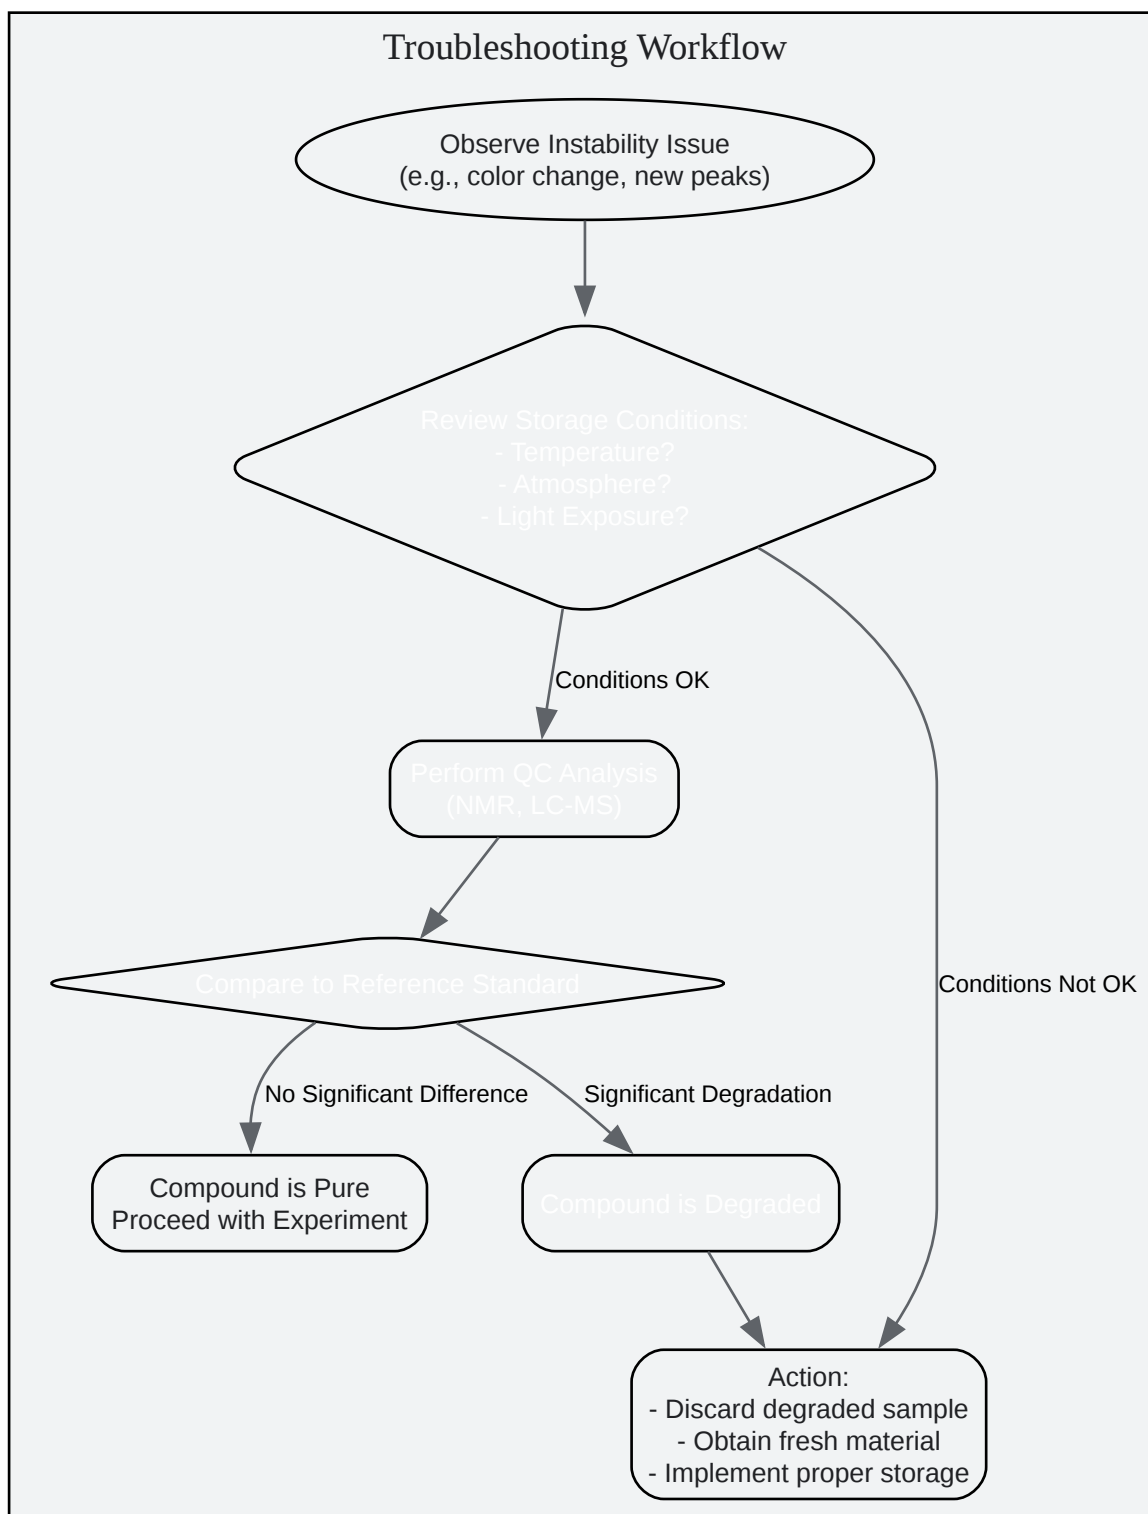 Troubleshooting Workflow
Observe Instability Issue
(e.g., color change, new peaks)
Review Storage Conditions:
- Temperature?
- Atmosphere?
- Light Exposure?
Conditions OK
Perform QC Analysis
(NMR, LC-MS)
Compare to Reference Standard
Conditions Not OK
No Significant Difference
Significant Degradation
Compound is Pure
Proceed with Experiment
Compound is Degraded
Action:
- Discard degraded sample
- Obtain fresh material
- Implement proper storage